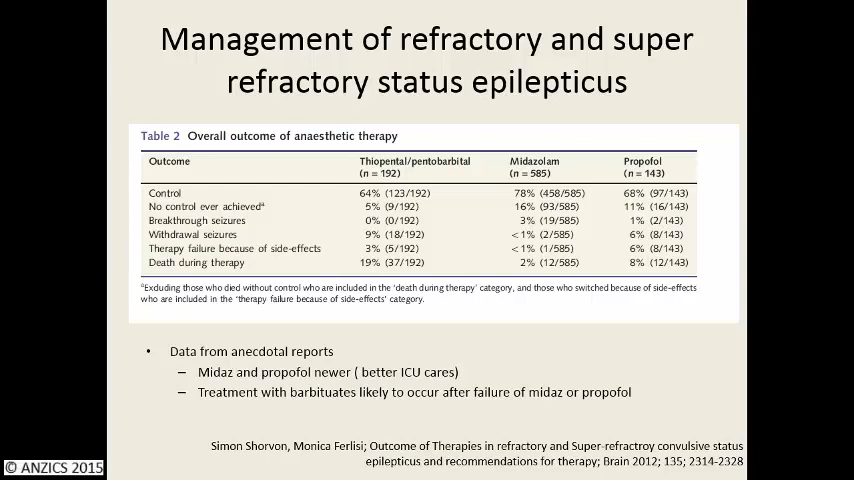 Management of refractory and super
refractory status epilepticus
Table 2 Overall outcome of anaesthetic therapy
Outcome Thiopental/pentobarbital Midazolam Propofol
(n = 192) (n = 585) (n = 143)
Control 64% (123/192) 78% (458/585) 68% (97/143)
No control ever achievedᵃ 5% (9/192) 16% (93/585) 11% (16/143)
Breakthrough seizures 0% (0/192) 3% (19/585) 1% (2/143)
Withdrawal seizures 9% (18/192) <1% (2/585) 6% (8/143)
Therapy failure because of side-effects 3% (5/192) <1% (1/585) 6% (8/143)
Death during therapy 19% (37/192) 2% (12/585) 8% (12/143)
ᵃExcluding those who died without control who are included in the 'death during therapy' category, and those who switched because of side-effects
who are included in the 'therapy failure because of side-effects' category.
• Data from anecdotal reports
– Midaz and propofol newer ( better ICU cares)
– Treatment with barbituates likely to occur after failure of midaz or propofol
Simon Shorvon, Monica Ferlisi; Outcome of Therapies in refractory and Super-refractroy convulsive status
epilepticus and recommendations for therapy; Brain 2012; 135; 2314-2328
© ANZICS 2015